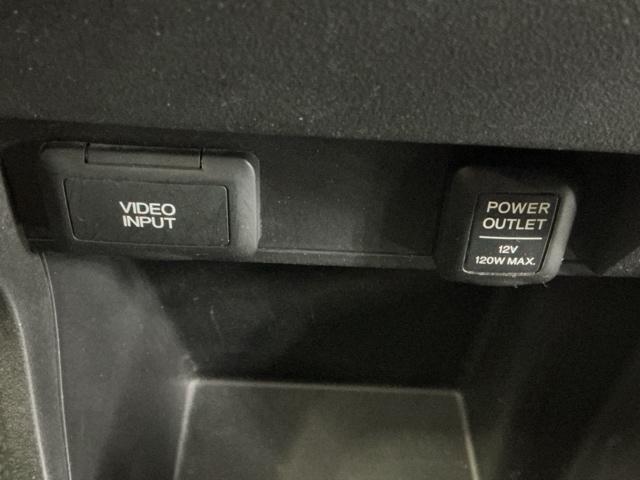 VIDEO
INPUT
POWER
OUTLET
12V
120W MAX.